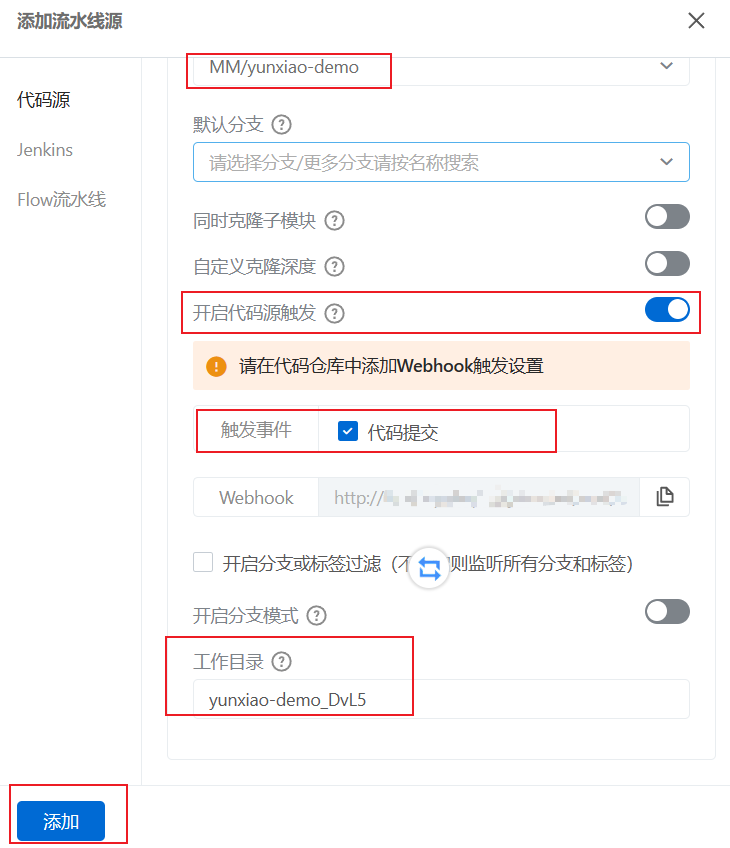 添加流水线源
代码源
Jenkins
Flow流水线
MM/yunxiao-demo
默认分支
请选择分支/更多分支请按名称搜索
同时克隆子模块
自定义克隆深度
开启代码源触发
请在代码仓库中添加Webhook触发设置
触发事件 代码提交
Webhook http://
开启分支或标签过滤（不 则监听所有分支和标签）
开启分支模式
工作目录
yunxiao-demo_DvL5
添加